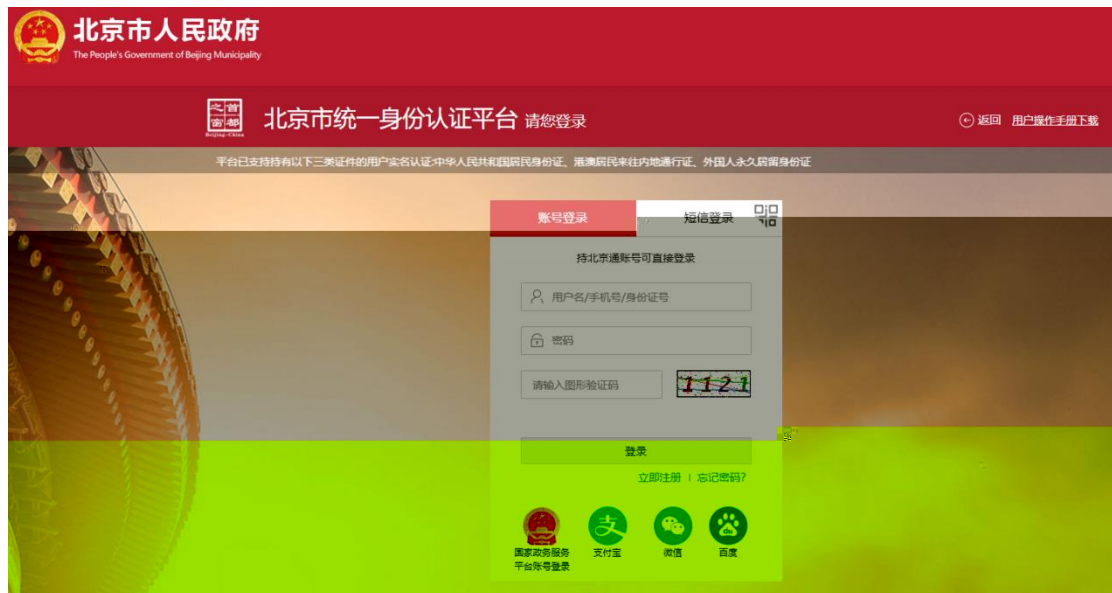 北京市人民政府
The People's Government of Beijing Municipality
之首
窗都
Beijing-China
北京市统一身份认证平台 请您登录
返回 用户操作手册下载
平台已支持持有以下三类证件的用户实名认证:中华人民共和国居民身份证、港澳居民来往内地通行证、外国人永久居留身份证
账号登录 短信登录
持北京通账号可直接登录
用户名/手机号/身份证号
密码
请输入图形验证码 1121
登录
立即注册 | 忘记密码?
国家政务服务
平台账号登录
支付宝
微信
百度